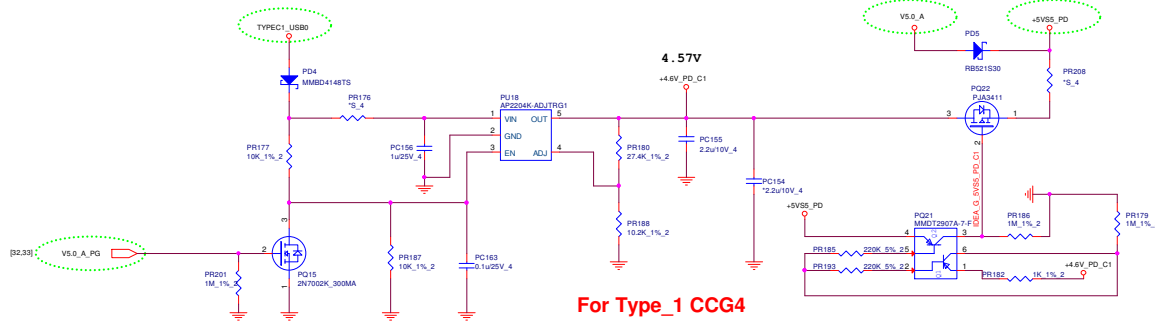 TYPEC1_USB0
V5.0_A
+5VS5_PD
PD4
MMBD4148TS
4.57V
+4.6V_PD_C1
PD5
RB521S30
PR208
*S_4
PR176
*S_4
PU18
AP2204K-ADJTRG1
PQ22
PJA3411
1
VIN
OUT
5
2
GND
3
EN
ADJ
4
3
1
2
PC156
1u/25V_4
PR177
10K_1%_2
PR180
27.4K_1%_2
PC155
2.2u/10V_4
PC154
*2.2u/10V_4
IDEA_G_5VS5_PD_C1
+5VS5_PD
PQ21
MMDT2907A-7-F
PR186
1M_1%_2
PR179
1M_1%_
PR188
10.2K_1%_2
4
Q2
3
PR185
220K_5%_2
5
6
PR193
220K_5%_2
2
Q1
1
PR182
1K_1%_2
+4.6V_PD_C1
[32,33]
V5.0_A_PG
3
2
1
PQ15
2N7002K_300MA
PR201
1M_1%_2
PR187
10K_1%_2
PC163
0.1u/25V_4
For Type_1 CCG4